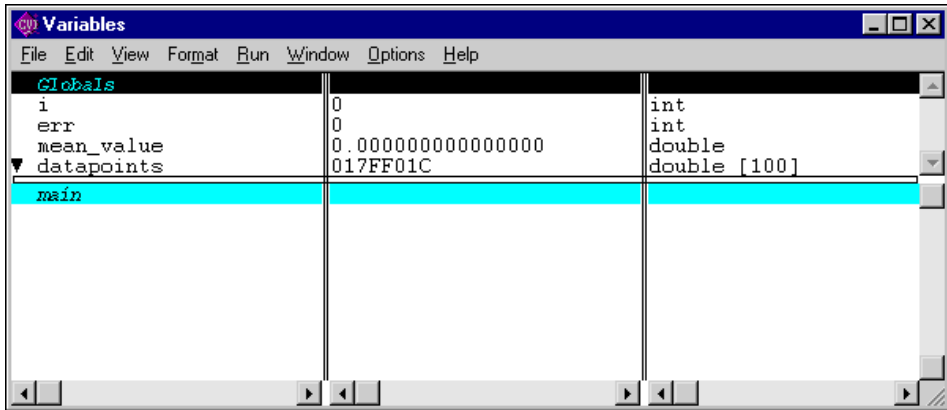 CVI Variables
File Edit View Format Run Window Options Help
Globals
i 0 int
err 0 int
mean_value 0.000000000000000 double
datapoints 017FF01C double [100]
main